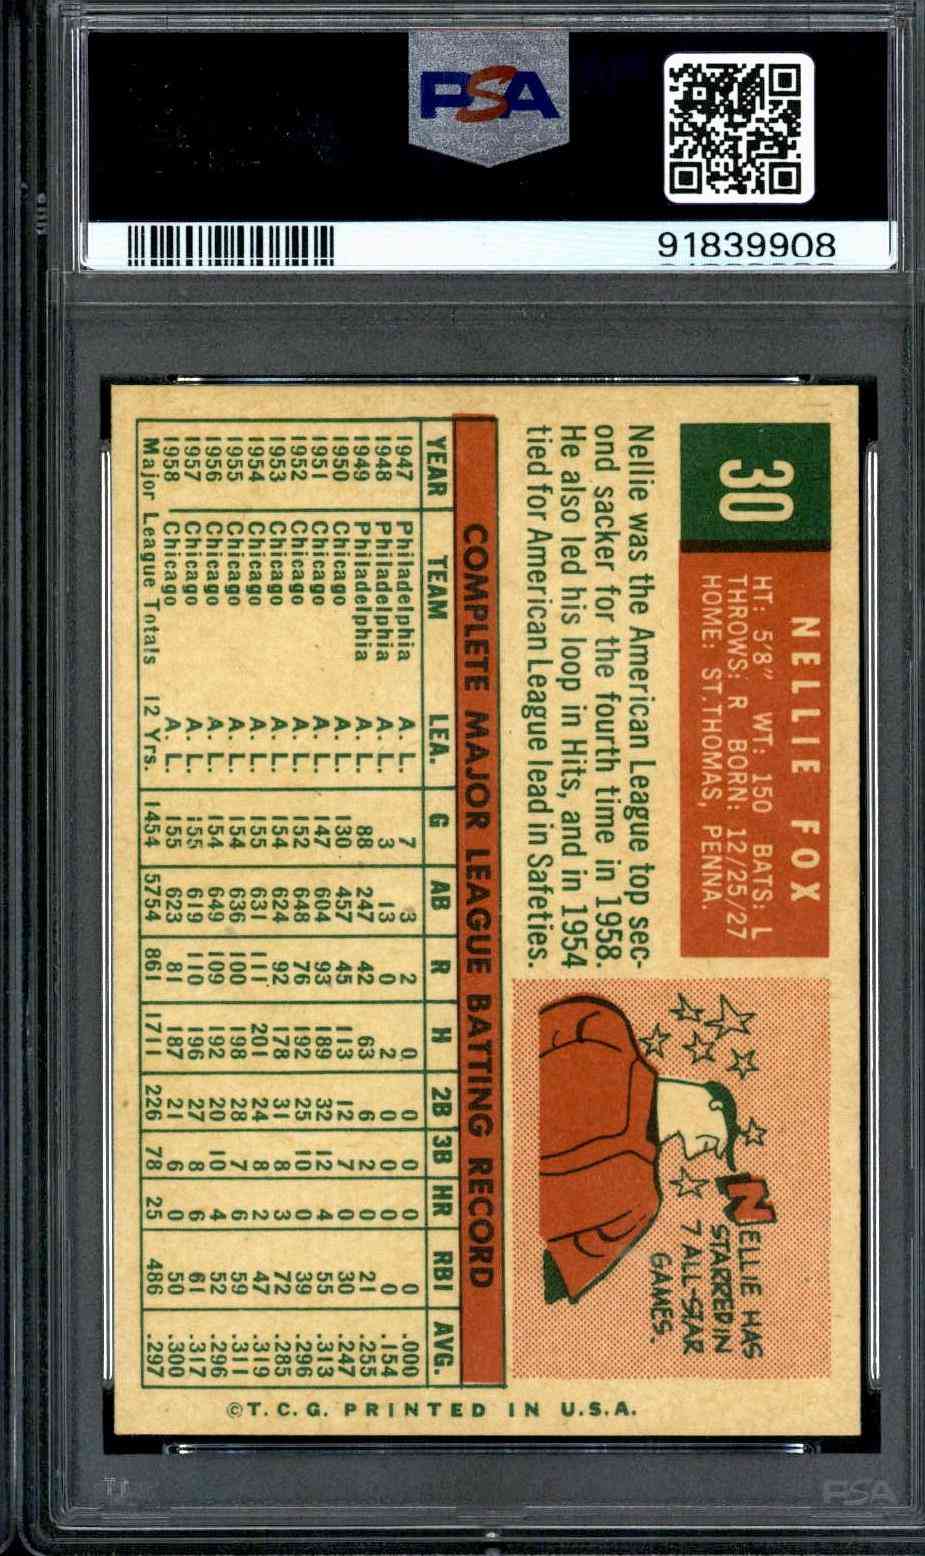 PSA
91839908
30
NELLIE FOX
HT: 5'8" WT: 150 BATS: L
THROWS: R BORN: 12/25/27
HOME: ST. THOMAS, PENNA.
Nellie was the American League top sec-
ond sacker for the fourth time in 1958.
He also led his loop in Hits, and in 1954
tied for American League lead in Safeties.
NELLIE HAS
STARRED IN
7 ALL-STAR
GAMES.
COMPLETE MAJOR LEAGUE BATTING RECORD
YEAR TEAM LEA. G AB R H 2B 3B HR RBI AVG.
1947 Philadelphia A. L. 7 3 2 0 0 0 0 0 .000
1948 Philadelphia A. L. 3 13 0 2 0 0 0 0 .154
1949 Philadelphia A. L. 88 247 42 63 6 2 0 21 .255
1950 Chicago A. L. 130 457 45 113 12 7 0 30 .247
1951 Chicago A. L. 147 604 93 189 32 12 4 55 .313
1952 Chicago A. L. 152 648 76 192 25 10 0 39 .296
1953 Chicago A. L. 154 624 92 178 31 8 3 72 .285
1954 Chicago A. L. 155 631 111 201 24 8 2 47 .319
1955 Chicago A. L. 154 636 100 198 28 7 6 59 .311
1956 Chicago A. L. 154 649 109 192 20 10 4 52 .296
1957 Chicago A. L. 155 619 110 196 27 8 6 61 .317
1958 Chicago A. L. 155 623 81 187 21 6 0 50 .300
Major League Totals 12 Yrs. 1454 5754 861 1711 226 78 25 486 .297
©T.C.G. PRINTED IN U.S.A.
PSA